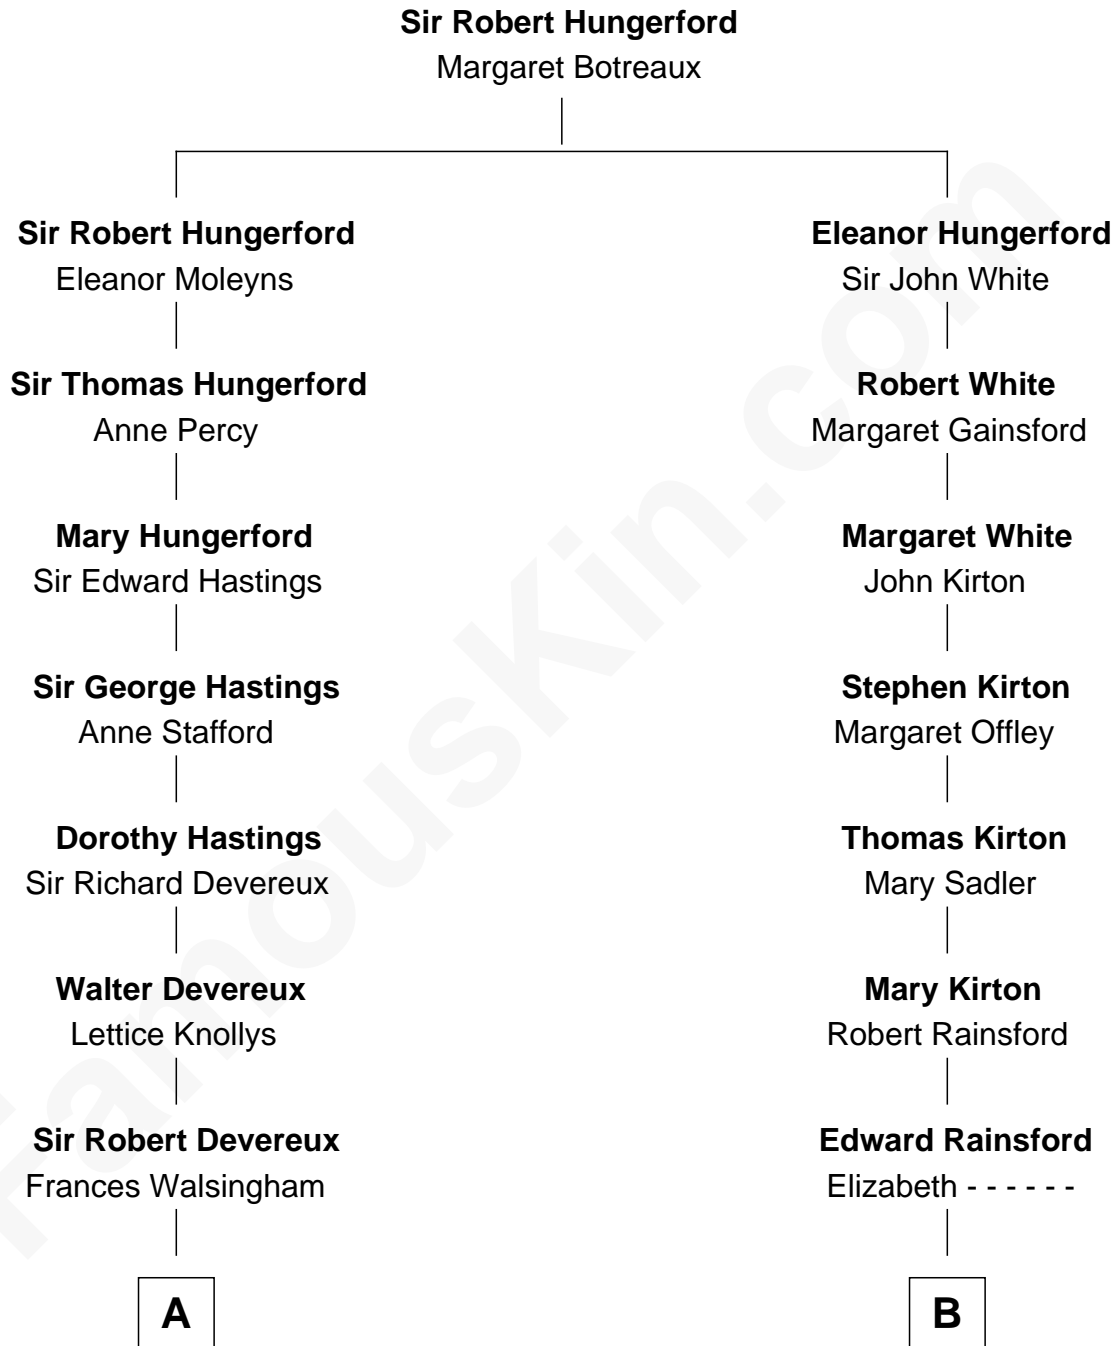 Sir Robert Hungerford
Margaret Botreaux
Sir Robert Hungerford
Eleanor Moleyns
Eleanor Hungerford
Sir John White
Sir Thomas Hungerford
Anne Percy
Robert White
Margaret Gainsford
Mary Hungerford
Sir Edward Hastings
Margaret White
John Kirton
Sir George Hastings
Anne Stafford
Stephen Kirton
Margaret Offley
Dorothy Hastings
Sir Richard Devereux
Thomas Kirton
Mary Sadler
Walter Devereux
Lettice Knollys
Mary Kirton
Robert Rainsford
Sir Robert Devereux
Frances Walsingham
Edward Rainsford
Elizabeth - - - - - -
A
B
FamousKin.com